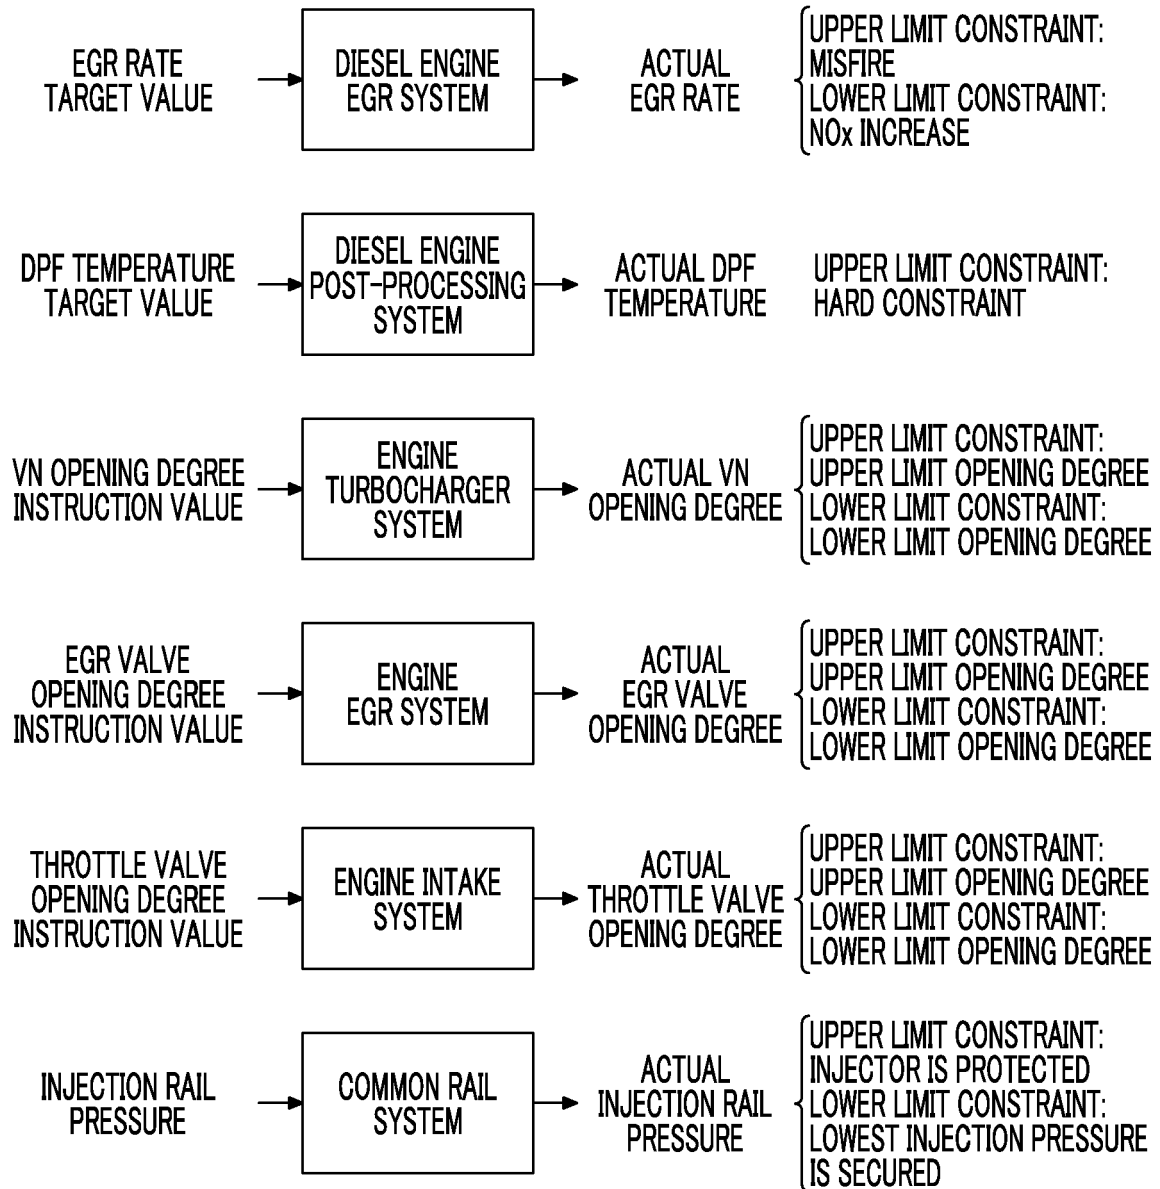 EGR RATE
TARGET VALUE
DIESEL ENGINE
EGR SYSTEM
ACTUAL
EGR RATE
UPPER LIMIT CONSTRAINT:
MISFIRE
LOWER LIMIT CONSTRAINT:
NOx INCREASE
DPF TEMPERATURE
TARGET VALUE
DIESEL ENGINE
POST-PROCESSING
SYSTEM
ACTUAL DPF
TEMPERATURE
UPPER LIMIT CONSTRAINT:
HARD CONSTRAINT
VN OPENING DEGREE
INSTRUCTION VALUE
ENGINE
TURBOCHARGER
SYSTEM
ACTUAL VN
OPENING DEGREE
UPPER LIMIT CONSTRAINT:
UPPER LIMIT OPENING DEGREE
LOWER LIMIT CONSTRAINT:
LOWER LIMIT OPENING DEGREE
EGR VALVE
OPENING DEGREE
INSTRUCTION VALUE
ENGINE
EGR SYSTEM
ACTUAL
EGR VALVE
OPENING DEGREE
UPPER LIMIT CONSTRAINT:
UPPER LIMIT OPENING DEGREE
LOWER LIMIT CONSTRAINT:
LOWER LIMIT OPENING DEGREE
THROTTLE VALVE
OPENING DEGREE
INSTRUCTION VALUE
ENGINE INTAKE
SYSTEM
ACTUAL
THROTTLE VALVE
OPENING DEGREE
UPPER LIMIT CONSTRAINT:
UPPER LIMIT OPENING DEGREE
LOWER LIMIT CONSTRAINT:
LOWER LIMIT OPENING DEGREE
INJECTION RAIL
PRESSURE
COMMON RAIL
SYSTEM
ACTUAL
INJECTION RAIL
PRESSURE
UPPER LIMIT CONSTRAINT:
INJECTOR IS PROTECTED
LOWER LIMIT CONSTRAINT:
LOWEST INJECTION PRESSURE
IS SECURED